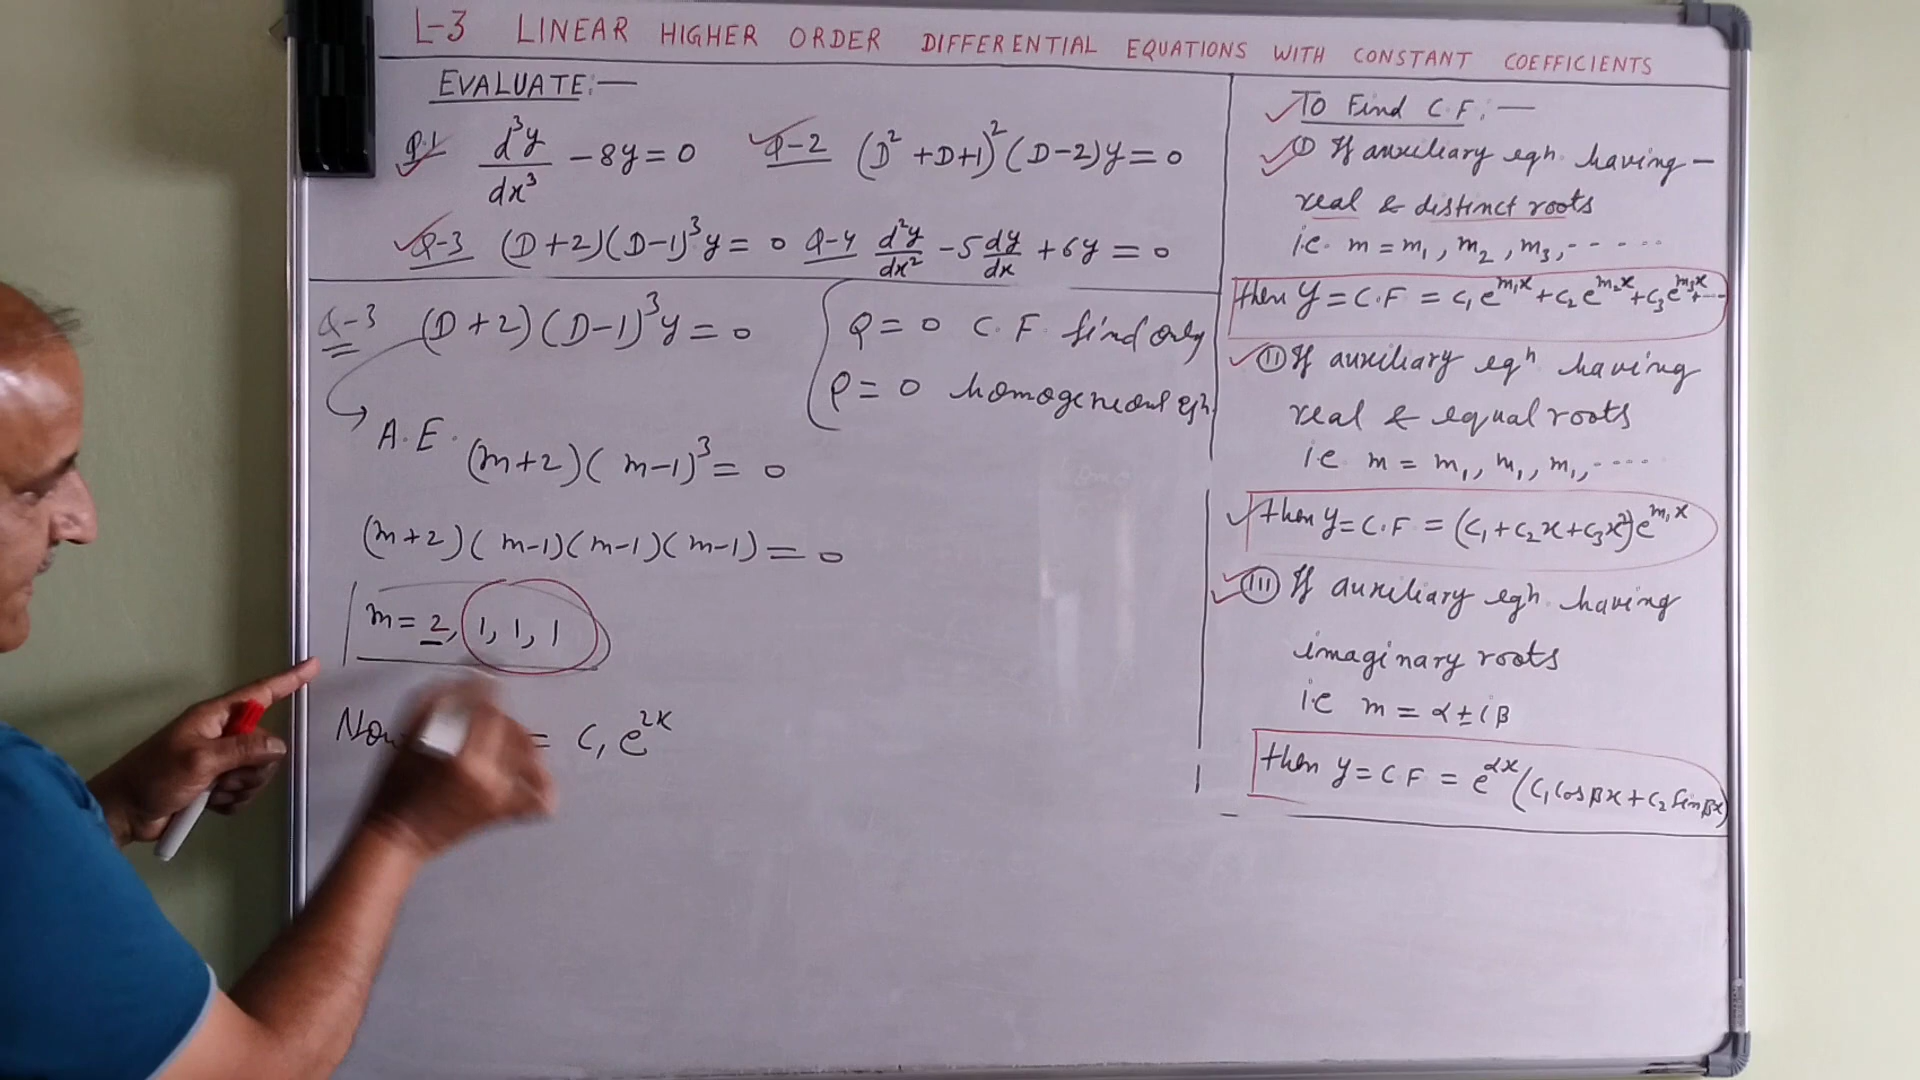 L-3 LINEAR HIGHER ORDER DIFFERENTIAL EQUATIONS WITH CONSTANT COEFFICIENTS
EVALUATE:—
Q.1 d³y/dx³ − 8y = 0 Q-2 (D² + D + 1)² (D − 2)y = 0
Q-3 (D + 2)(D − 1)³y = 0 Q-4 d²y/dx² − 5 dy/dx + 6y = 0
Q-3 (D + 2)(D − 1)³y = 0
A.E. (m+2)(m−1)³ = 0
(m+2)(m−1)(m−1)(m−1) = 0
m = 2, 1, 1, 1
= C₁ e^2x
Q = 0 C.F. find only
Q = 0 homogeneous eqn.
To Find C.F.:—
(I) If auxiliary eqn. having —
real & distinct roots
i.e. m = m₁, m₂, m₃, ------
then y = C.F = C₁ e^m₁x + C₂ e^m₂x + C₃ e^m₃x + ---
(II) If auxiliary eqn having
real & equal roots
i.e m = m₁, m₁, m₁, ----
then y = C.F = (C₁ + C₂x + C₃x²) e^m₁x
(III) If auxiliary eqn. having
imaginary roots
i.e m = α ± iβ
then y = C F = e^αx (C₁ Cos βx + C₂ Sin βx)